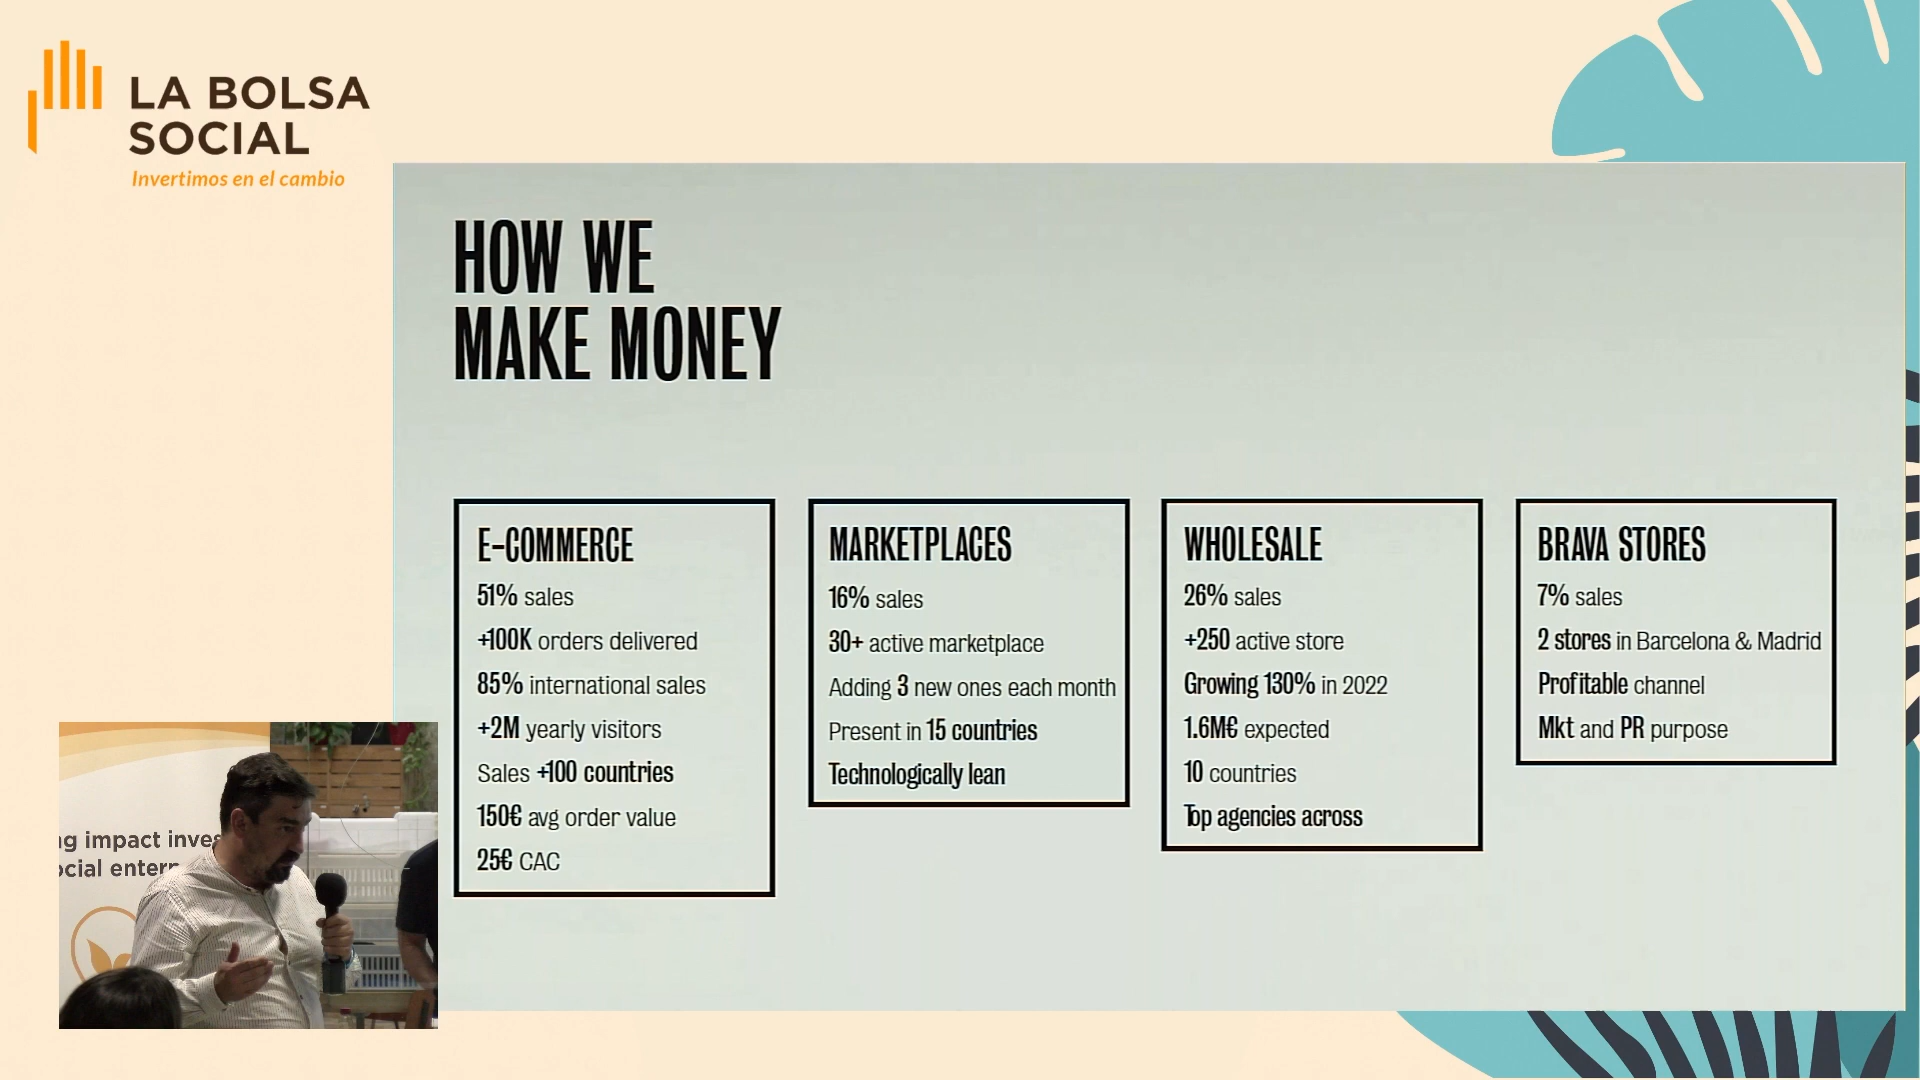 LA BOLSA
SOCIAL
Invertimos en el cambio
HOW WE
MAKE MONEY
E-COMMERCE
51% sales
+100K orders delivered
85% international sales
+2M yearly visitors
Sales +100 countries
150€ avg order value
25€ CAC
MARKETPLACES
16% sales
30+ active marketplace
Adding 3 new ones each month
Present in 15 countries
Technologically lean
WHOLESALE
26% sales
+250 active store
Growing 130% in 2022
1.6M€ expected
10 countries
Top agencies across
BRAVA STORES
7% sales
2 stores in Barcelona & Madrid
Profitable channel
Mkt and PR purpose
impact